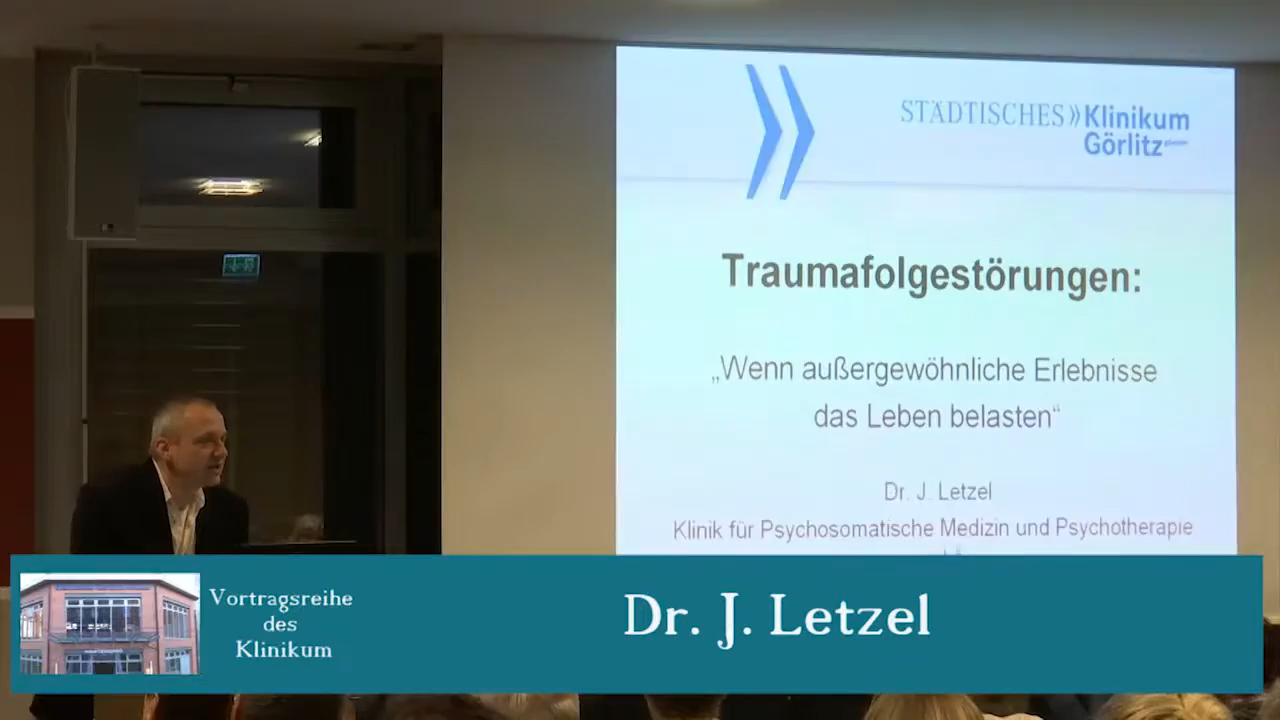 STÄDTISCHES»Klinikum
Görlitz
Traumafolgestörungen:
„Wenn außergewöhnliche Erlebnisse
das Leben belasten“
Dr. J. Letzel
Klinik für Psychosomatische Medizin und Psychotherapie
Vortragsreihe
des
Klinikum
Dr. J. Letzel